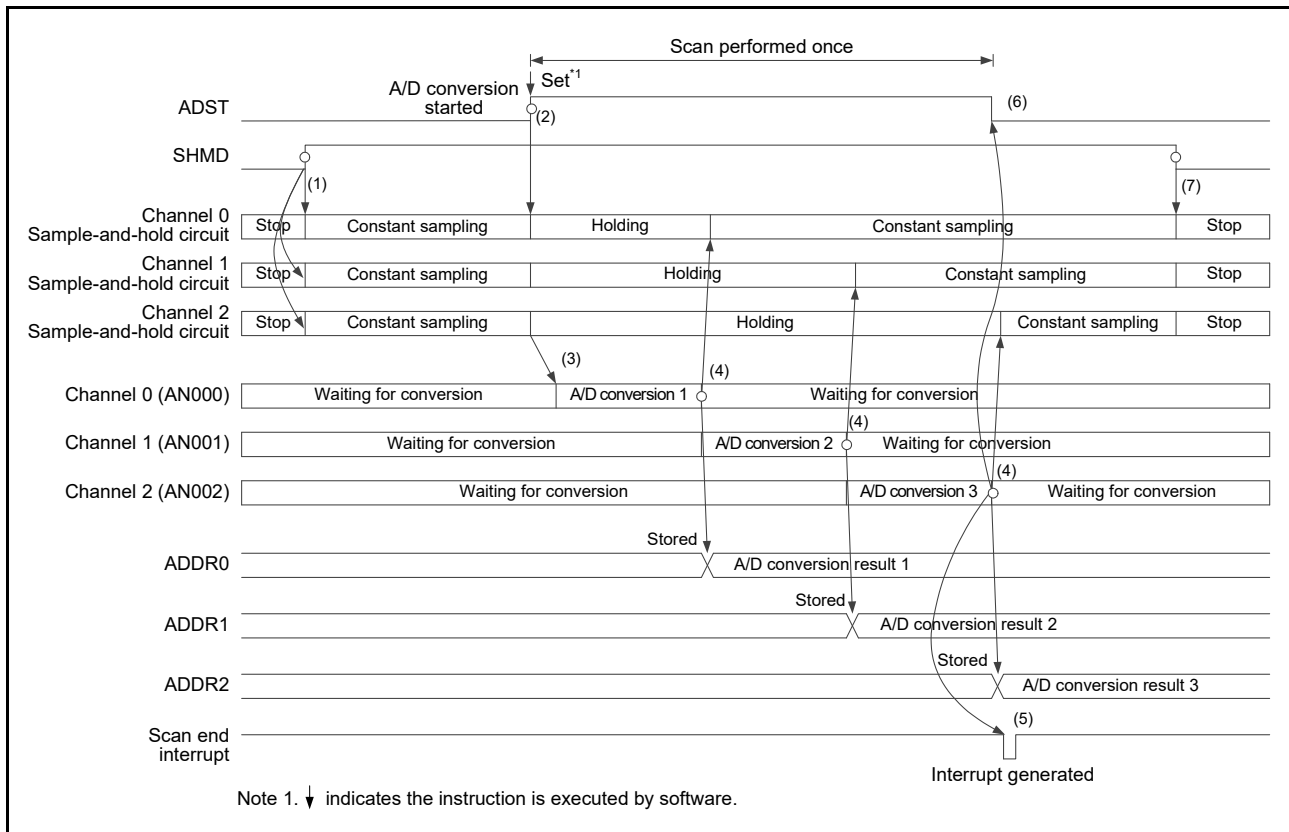 Scan performed once
A/D conversion
started
Set*1
ADST
(2)
(6)
SHMD
(1)
(7)
Channel 0
Sample-and-hold circuit
Stop
Constant sampling
Holding
Constant sampling
Stop
Channel 1
Sample-and-hold circuit
Stop
Constant sampling
Holding
Constant sampling
Stop
Channel 2
Sample-and-hold circuit
Stop
Constant sampling
Holding
Constant sampling
Stop
(3)
(4)
Channel 0 (AN000)
Waiting for conversion
A/D conversion 1
Waiting for conversion
(4)
Channel 1 (AN001)
Waiting for conversion
A/D conversion 2
Waiting for conversion
(4)
Channel 2 (AN002)
Waiting for conversion
A/D conversion 3
Waiting for conversion
Stored
ADDR0
A/D conversion result 1
Stored
ADDR1
A/D conversion result 2
Stored
ADDR2
A/D conversion result 3
(5)
Scan end
interrupt
Interrupt generated
Note 1. ↓ indicates the instruction is executed by software.